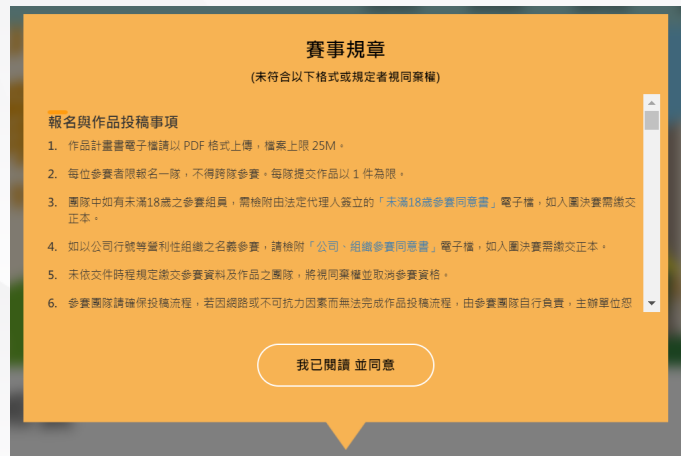 賽事規章
(未符合以下格式或規定者視同棄權)
報名與作品投稿事項
1. 作品計畫書電子檔請以 PDF 格式上傳，檔案上限 25M。
2. 每位參賽者限報名一隊，不得跨隊參賽。每隊提交作品以 1 件為限。
3. 團隊中如有未滿18歲之參賽組員，需檢附由法定代理人簽立的「未滿18歲參賽同意書」電子檔，如入圍決賽需繳交
正本。
4. 如以公司行號等營利性組織之名義參賽，請檢附「公司、組織參賽同意書」電子檔，如入圍決賽需繳交正本。
5. 未依交件時程規定繳交參賽資料及作品之團隊，將視同棄權並取消參賽資格。
6. 參賽團隊請確保投稿流程，若因網路或不可抗力因素而無法完成作品投稿流程，由參賽團隊自行負責，主辦單位恕
我已閱讀 並同意